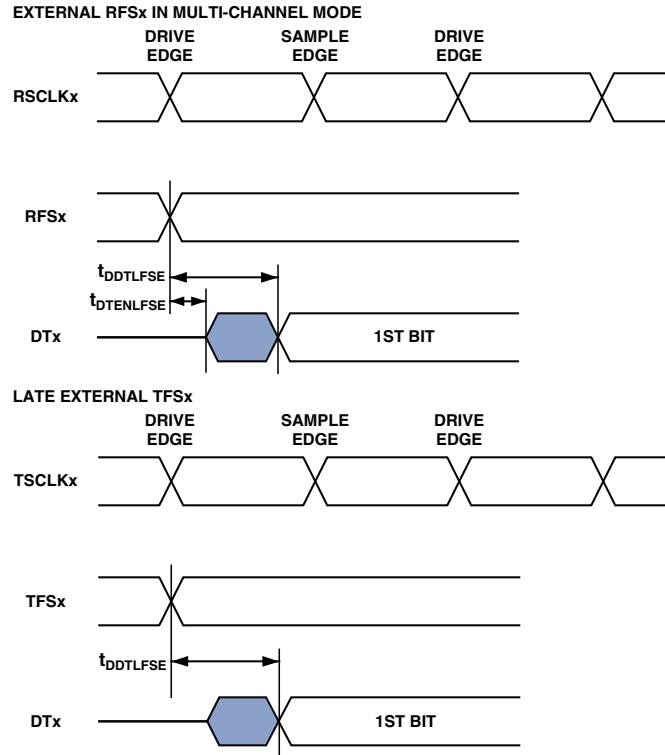 EXTERNAL RFSx IN MULTI-CHANNEL MODE
DRIVE EDGE
SAMPLE EDGE
DRIVE EDGE
RSCLKx
RFSx
tDDTLFSE
tDTENLFSE
DTx
1ST BIT
LATE EXTERNAL TFSx
DRIVE EDGE
SAMPLE EDGE
DRIVE EDGE
TSCLKx
TFSx
tDDTLFSE
DTx
1ST BIT